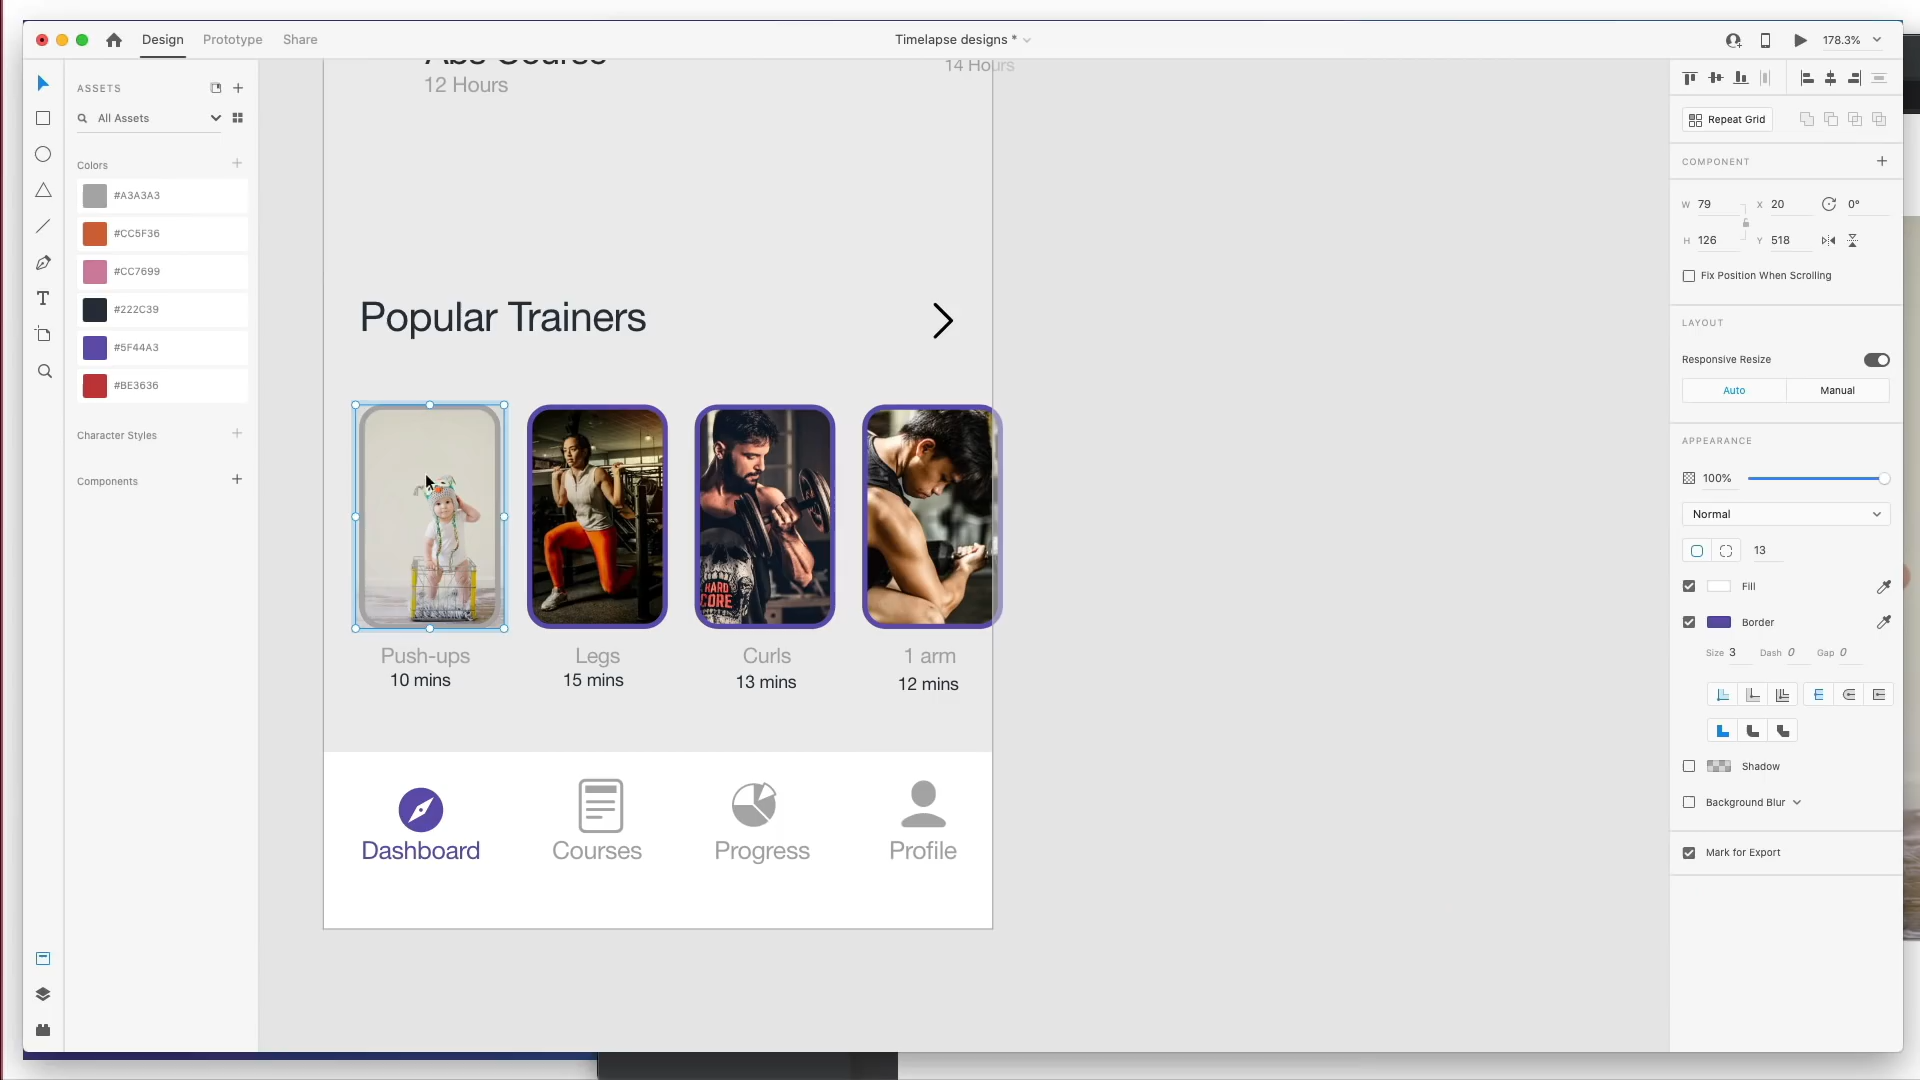 Design
Prototype
Share
Timelapse designs *
178.3%
ASSETS
All Assets
Colors
#A3A3A3
#CC5F36
#CC7699
#222C39
#5F44A3
#BE3636
Character Styles
Components
Abs Course
12 Hours
14 Hours
Popular Trainers
HARD
CORE
Push-ups
10 mins
Legs
15 mins
Curls
13 mins
1 arm
12 mins
Dashboard
Courses
Progress
Profile
Repeat Grid
COMPONENT
W 79
X 20
0°
H 126
Y 518
Fix Position When Scrolling
LAYOUT
Responsive Resize
Auto
Manual
APPEARANCE
100%
Normal
13
Fill
Border
Size 3
Dash 0
Gap 0
Shadow
Background Blur
Mark for Export